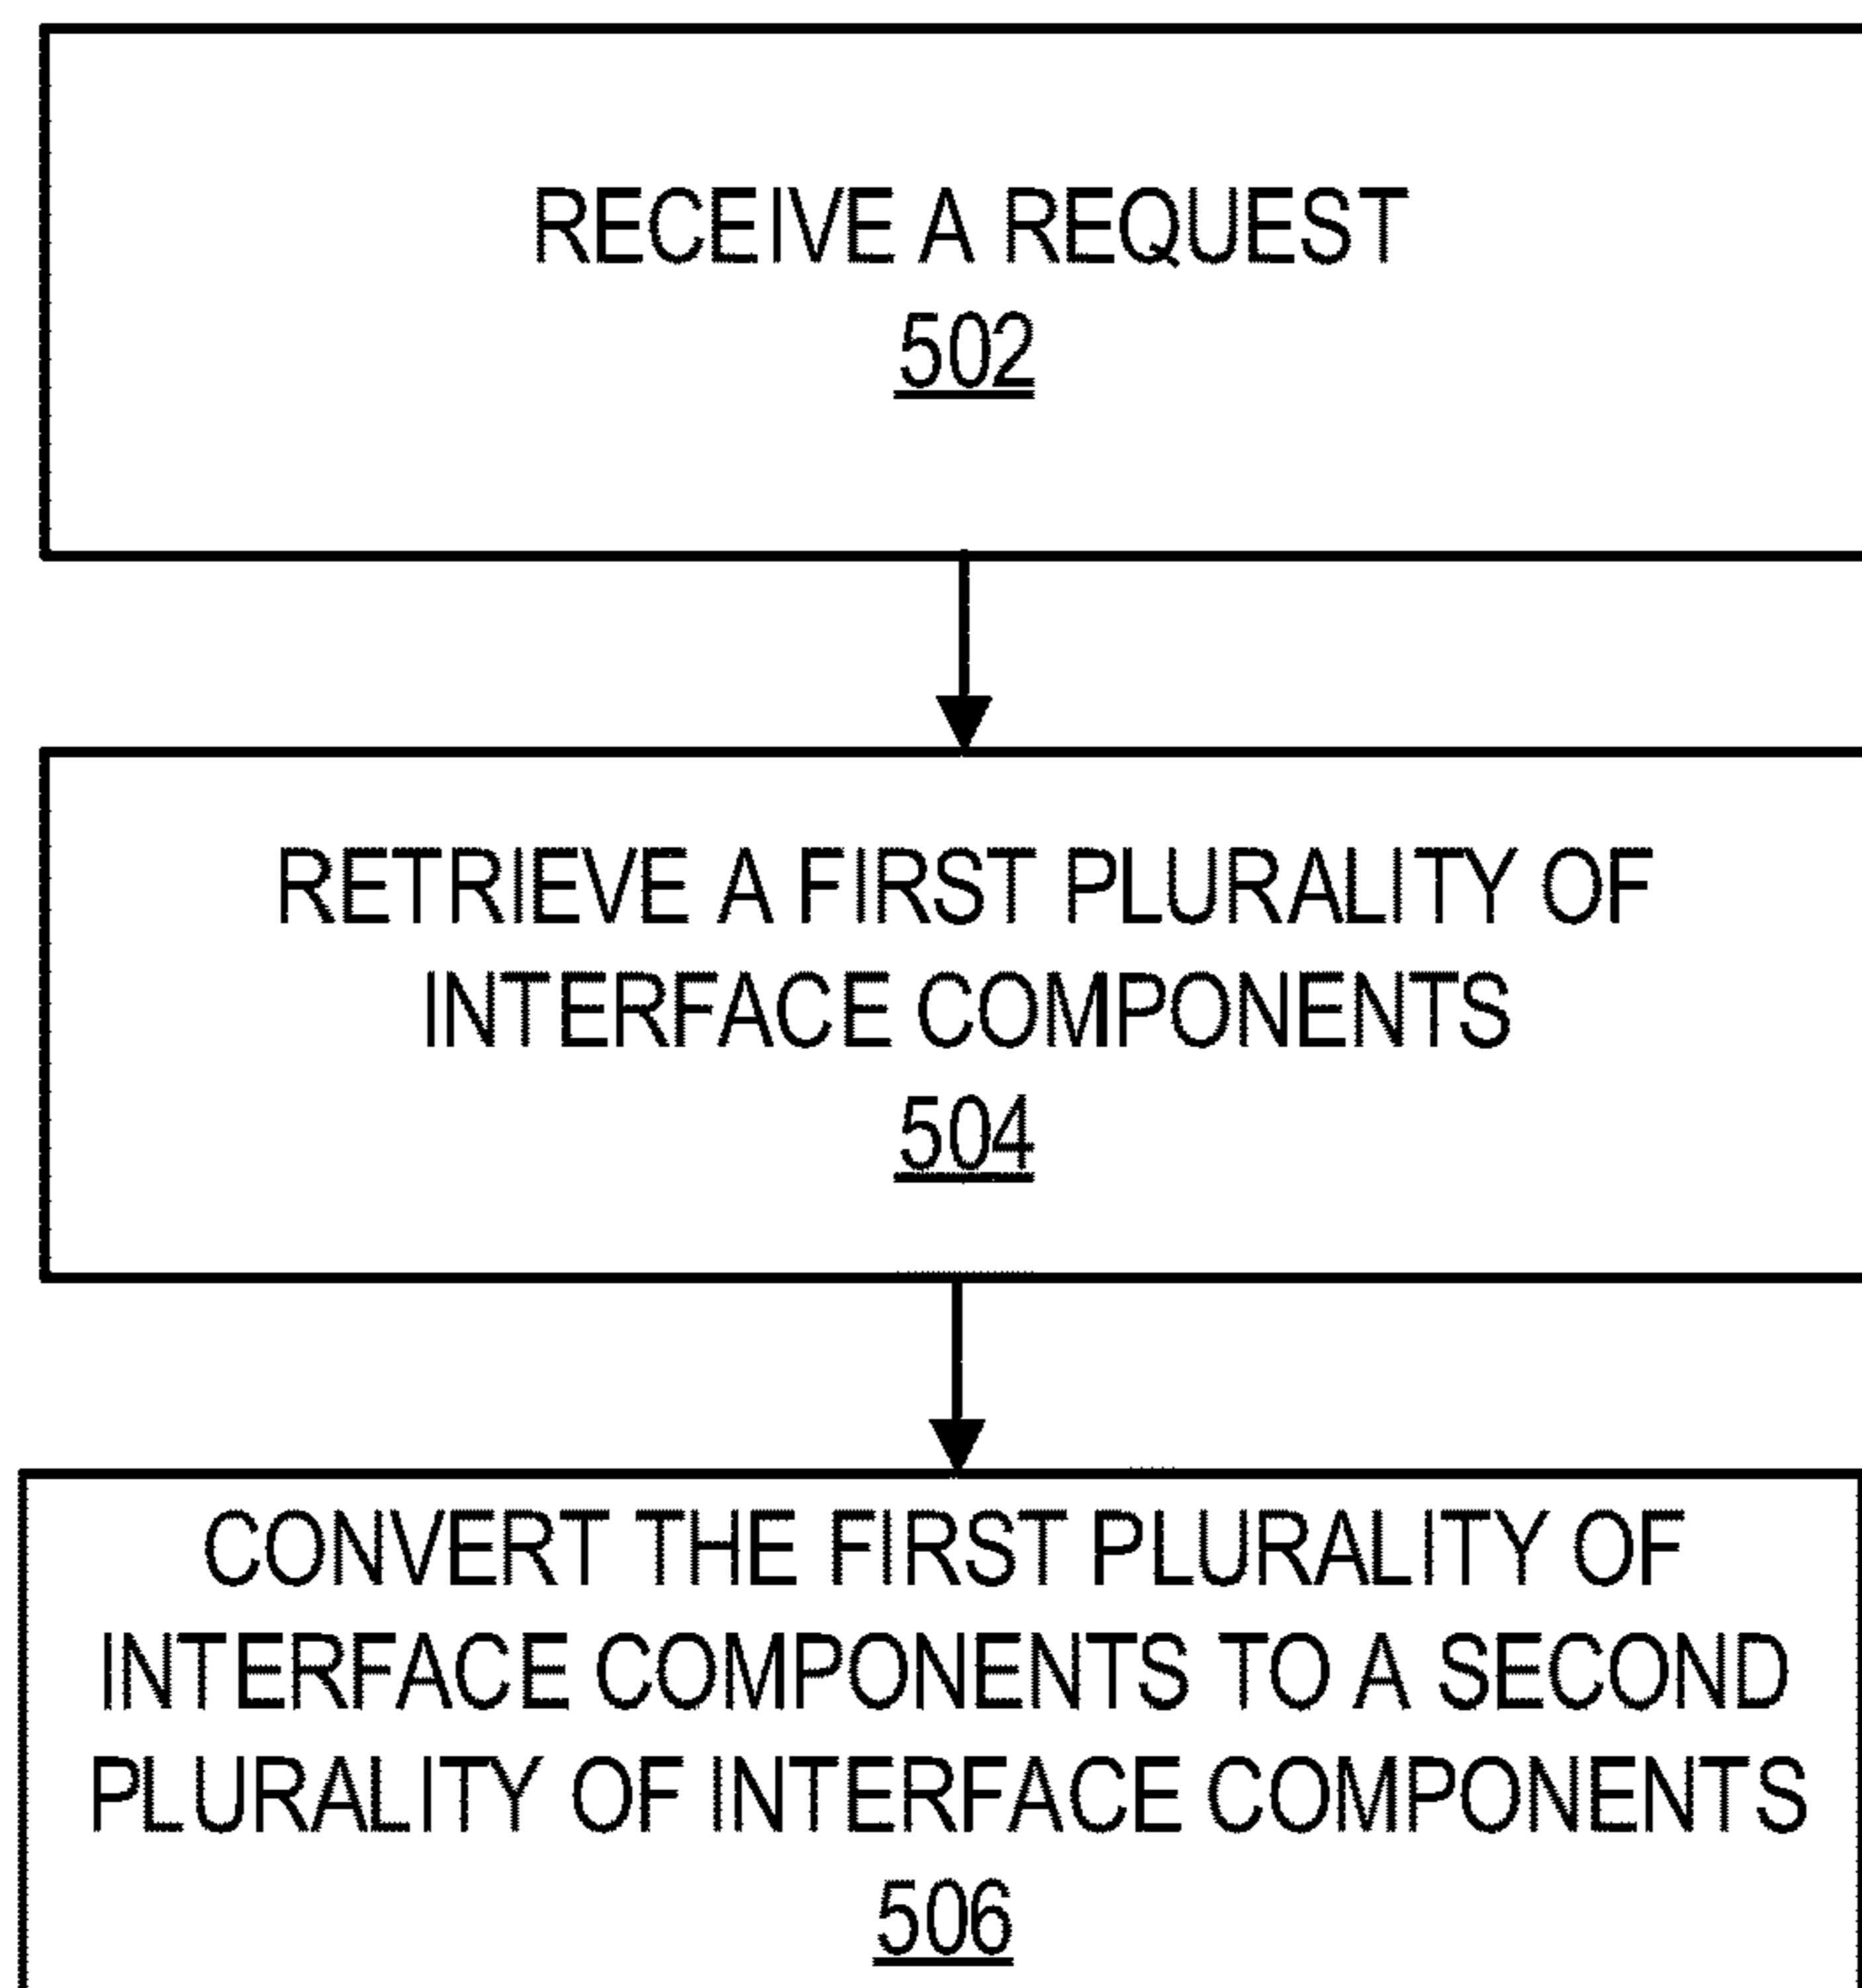 RECEIVE A REQUEST
502
RETRIEVE A FIRST PLURALITY OF
INTERFACE COMPONENTS
504
CONVERT THE FIRST PLURALITY OF
INTERFACE COMPONENTS TO A SECOND
PLURALITY OF INTERFACE COMPONENTS
506